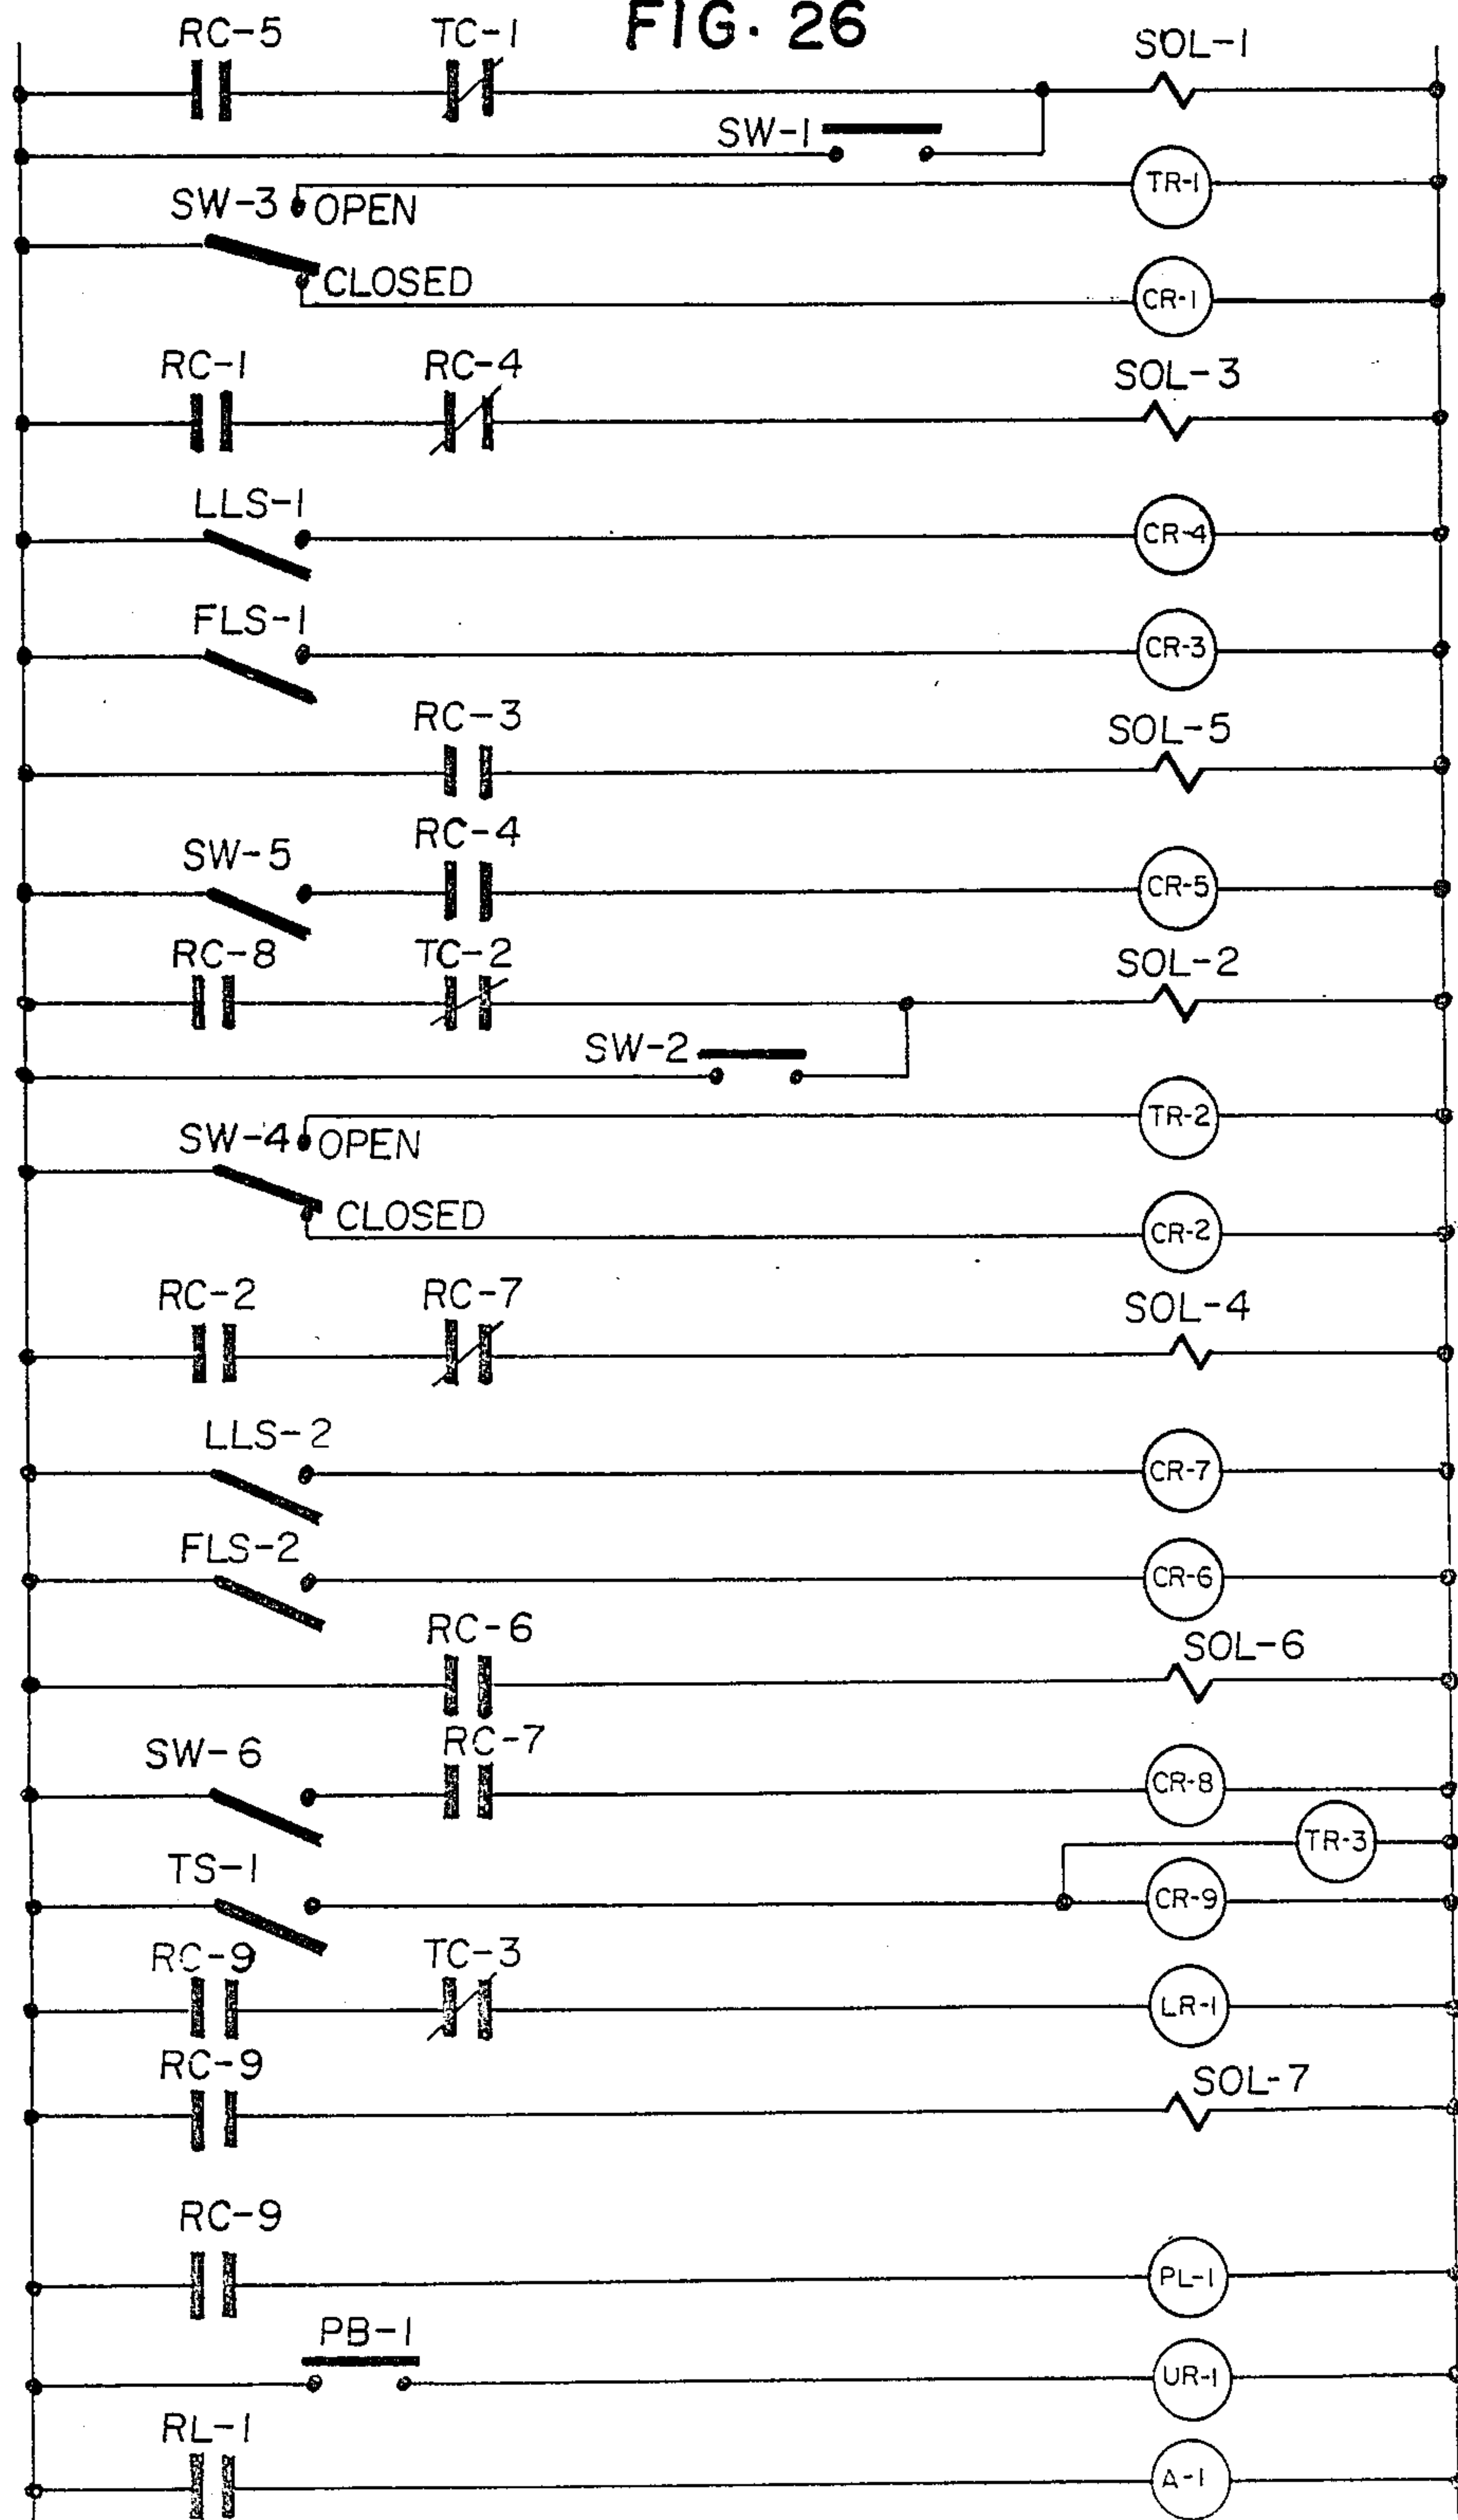 FIG. 26
RC-5 TC-1 SOL-1
SW-1
TR-1
SW-3 OPEN
CLOSED
CR-1
RC-1 RC-4 SOL-3
LLS-1
CR-4
FLS-1
CR-3
RC-3 SOL-5
RC-4
SW-5
CR-5
RC-8 TC-2 SOL-2
SW-2
TR-2
SW-4 OPEN
CLOSED
CR-2
RC-2 RC-7 SOL-4
LLS-2
CR-7
FLS-2
CR-6
RC-6 SOL-6
RC-7
SW-6
CR-8
TR-3
TS-1
CR-9
RC-9 TC-3
LR-1
RC-9 SOL-7
RC-9
PL-1
PB-1
UR-1
RL-1
A-1